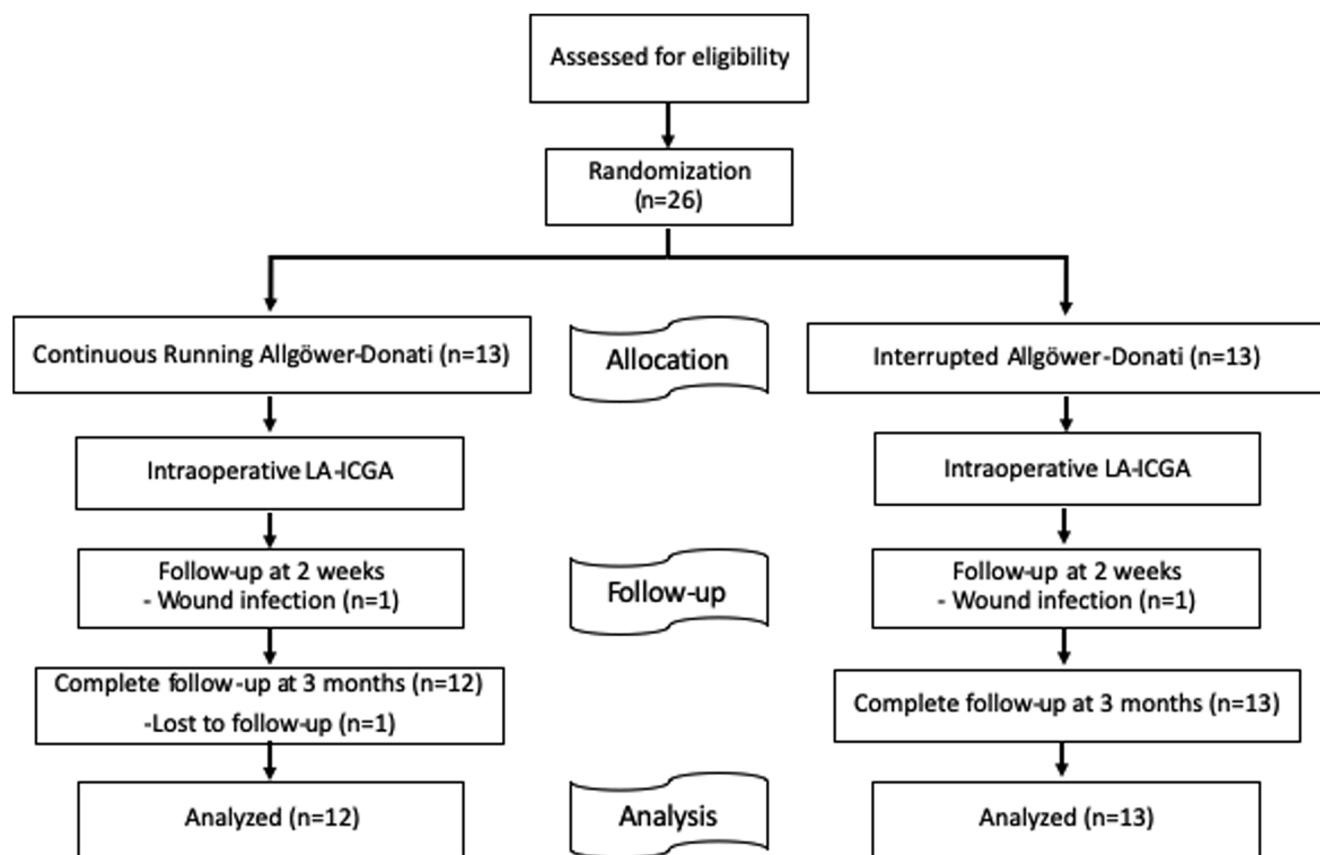 Assessed for eligibility
Randomization
(n=26)
Continuous Running Allgöwer-Donati (n=13)
Allocation
Interrupted Allgöwer-Donati (n=13)
Intraoperative LA-ICGA
Intraoperative LA-ICGA
Follow-up at 2 weeks
- Wound infection (n=1)
Follow-up
Follow-up at 2 weeks
- Wound infection (n=1)
Complete follow-up at 3 months (n=12)
-Lost to follow-up (n=1)
Complete follow-up at 3 months (n=13)
Analyzed (n=12)
Analysis
Analyzed (n=13)